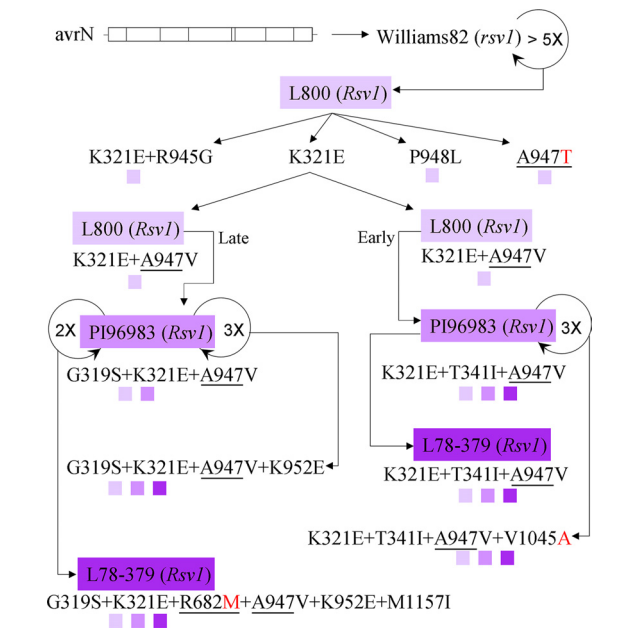 avrN
Williams82 (rsv1) > 5X
L800 (Rsv1)
K321E+R945G
K321E
P948L
A947T
L800 (Rsv1)
Late
K321E+A947V
Early
L800 (Rsv1)
K321E+A947V
2X
PI96983 (Rsv1)
3X
G319S+K321E+A947V
PI96983 (Rsv1)
3X
K321E+T341I+A947V
L78-379 (Rsv1)
K321E+T341I+A947V
G319S+K321E+A947V+K952E
K321E+T341I+A947V+V1045A
L78-379 (Rsv1)
G319S+K321E+R682M+A947V+K952E+M1157I